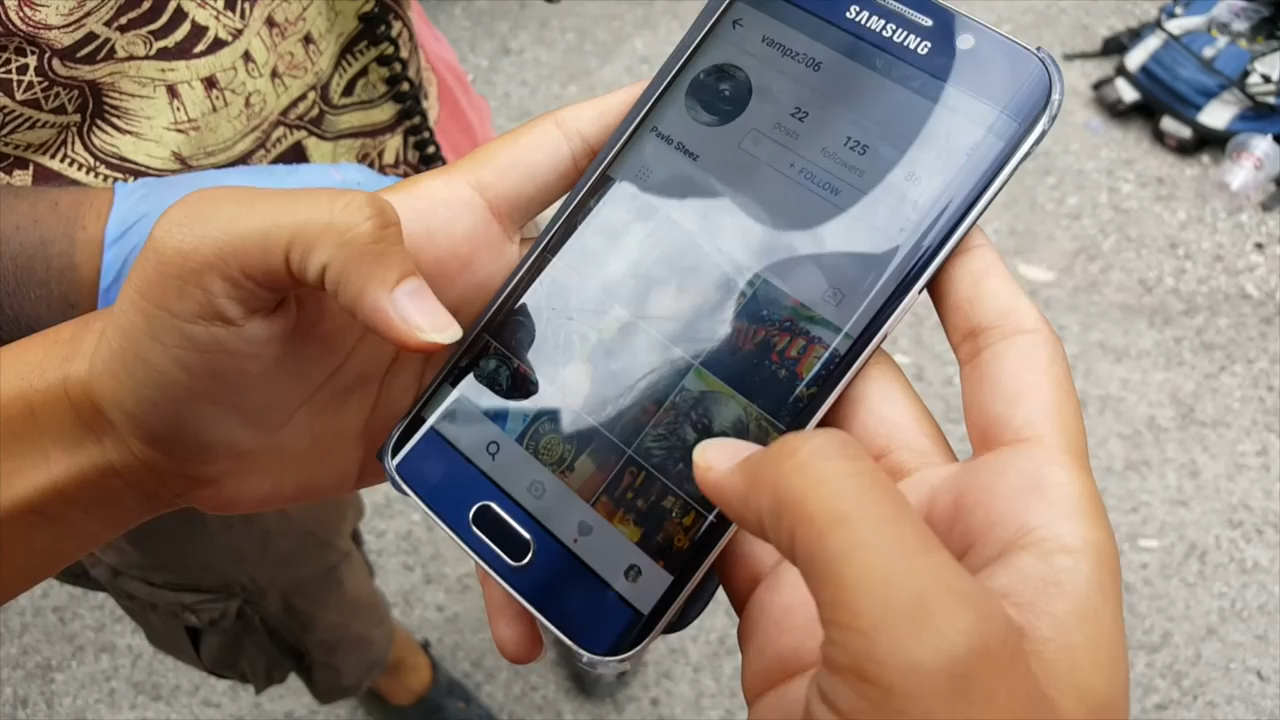 SAMSUNG
vampz306
22
posts
125
followers
+ FOLLOW
Pavlo Steez